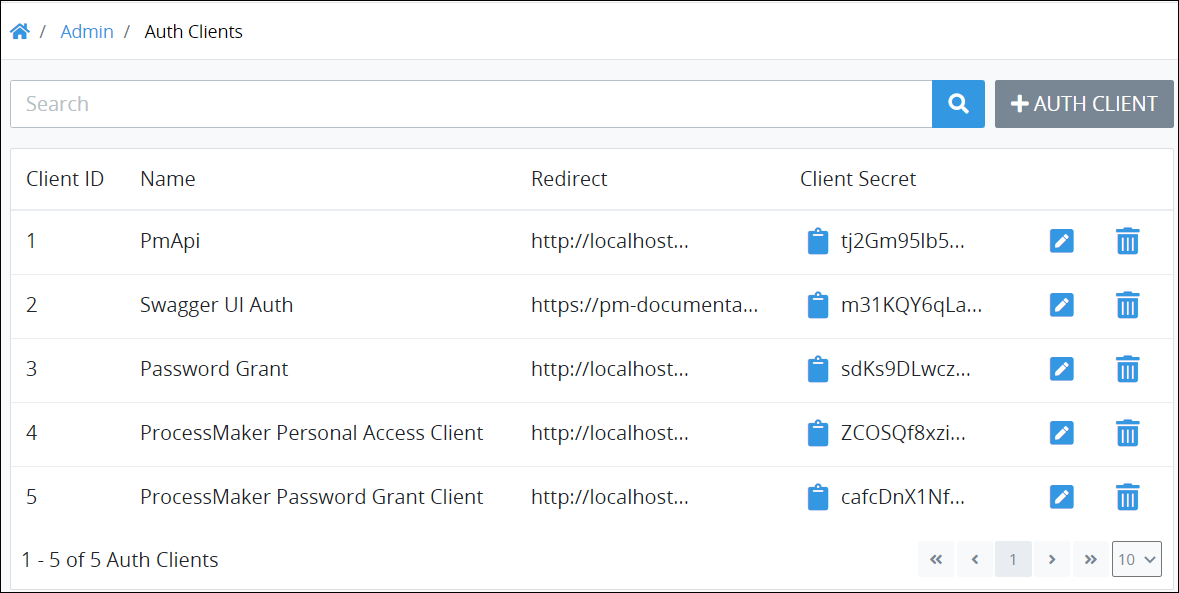 / Admin / Auth Clients
Search
AUTH CLIENT
Client ID Name Redirect Client Secret
1 PmApi http://localhost... tj2Gm95lb5...
2 Swagger UI Auth https://pm-documenta... m31KQY6qLa...
3 Password Grant http://localhost... sdKs9DLwcz...
4 ProcessMaker Personal Access Client http://localhost... ZCOSQf8xzi...
5 ProcessMaker Password Grant Client http://localhost... cafcDnX1Nf...
1 - 5 of 5 Auth Clients « ‹ 1 › » 10